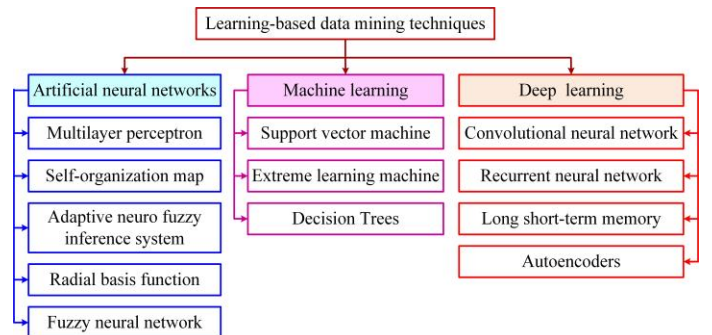 Learning-based data mining techniques
Artificial neural networks
Multilayer perceptron
Self-organization map
Adaptive neuro fuzzy
inference system
Radial basis function
Fuzzy neural network
Machine learning
Support vector machine
Extreme learning machine
Decision Trees
Deep learning
Convolutional neural network
Recurrent neural network
Long short-term memory
Autoencoders